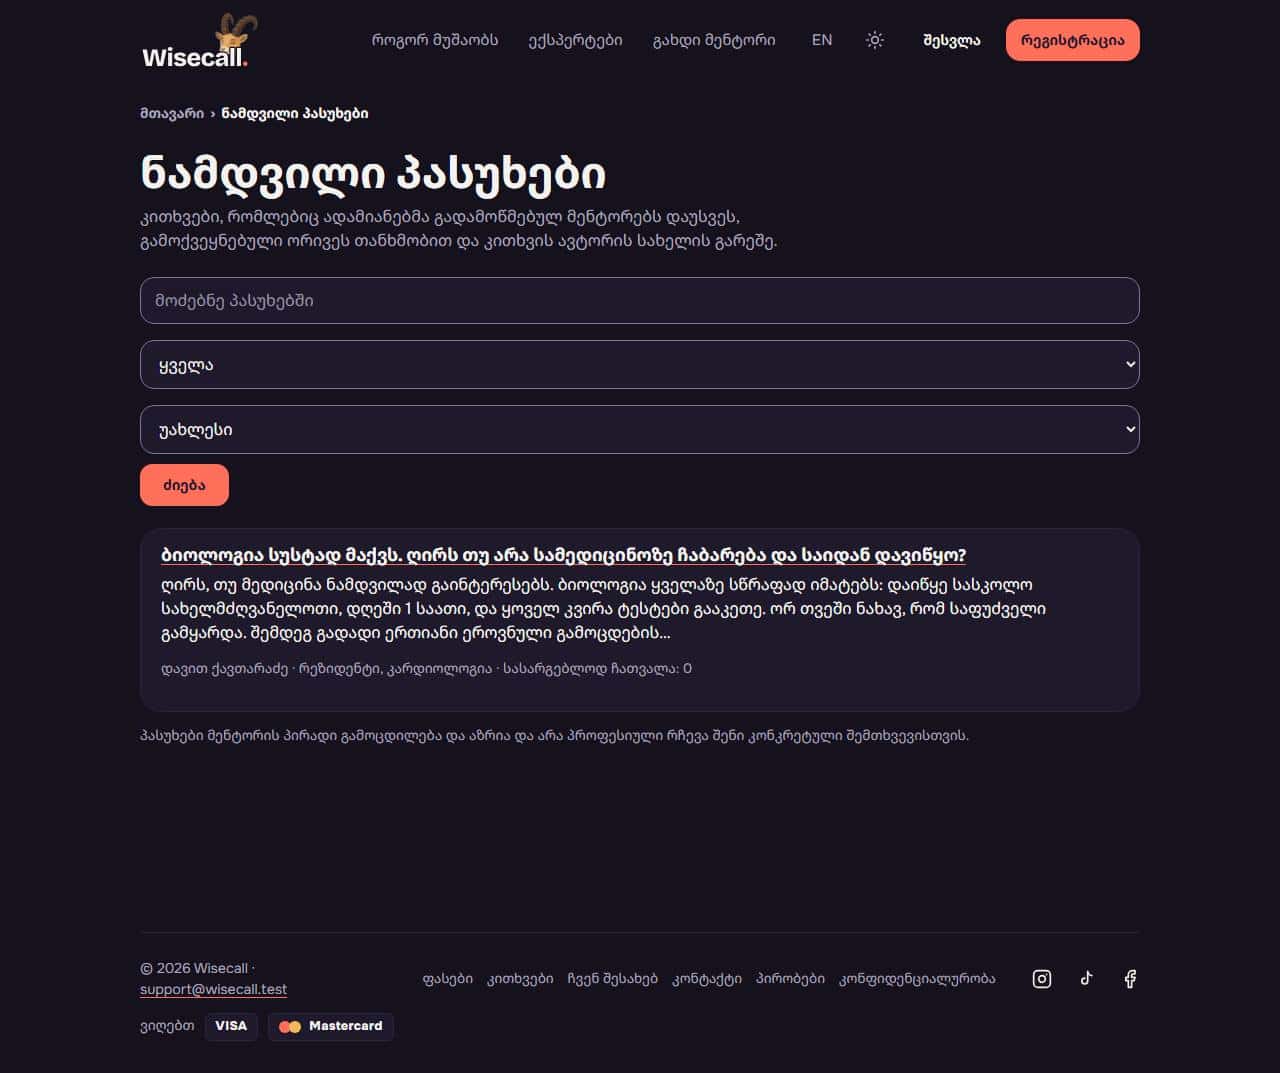 Wisecall.
როგორ მუშაობს ექსპერტები გახდი მენტორი EN შესვლა რეგისტრაცია
მთავარი › ნამდვილი პასუხები
ნამდვილი პასუხები
კითხვები, რომლებიც ადამიანებმა გადამოწმებულ მენტორებს დაუსვეს,
გამოქვეყნებული ორივეს თანხმობით და კითხვის ავტორის სახელის გარეშე.
მოძებნე პასუხებში
ყველა
უახლესი
ძიება
ბიოლოგია სუსტად მაქვს. ღირს თუ არა სამედიცინოზე ჩაბარება და საიდან დავიწყო?
ღირს, თუ მედიცინა ნამდვილად გაინტერესებს. ბიოლოგია ყველაზე სწრაფად იმატებს: დაიწყე სასკოლო
სახელმძღვანელოთი, დღეში 1 საათი, და ყოველ კვირა ტესტები გააკეთე. ორ თვეში ნახავ, რომ საფუძველი
გამყარდა. შემდეგ გადადი ერთიანი ეროვნული გამოცდების...
დავით ქავთარაძე · რეზიდენტი, კარდიოლოგია · სასარგებლოდ ჩათვალა: 0
პასუხები მენტორის პირადი გამოცდილება და აზრია და არა პროფესიული რჩევა შენი კონკრეტული შემთხვევისთვის.
© 2026 Wisecall ·
support@wisecall.test
ფასები კითხვები ჩვენ შესახებ კონტაქტი პირობები კონფიდენციალურობა
ვიღებთ VISA Mastercard